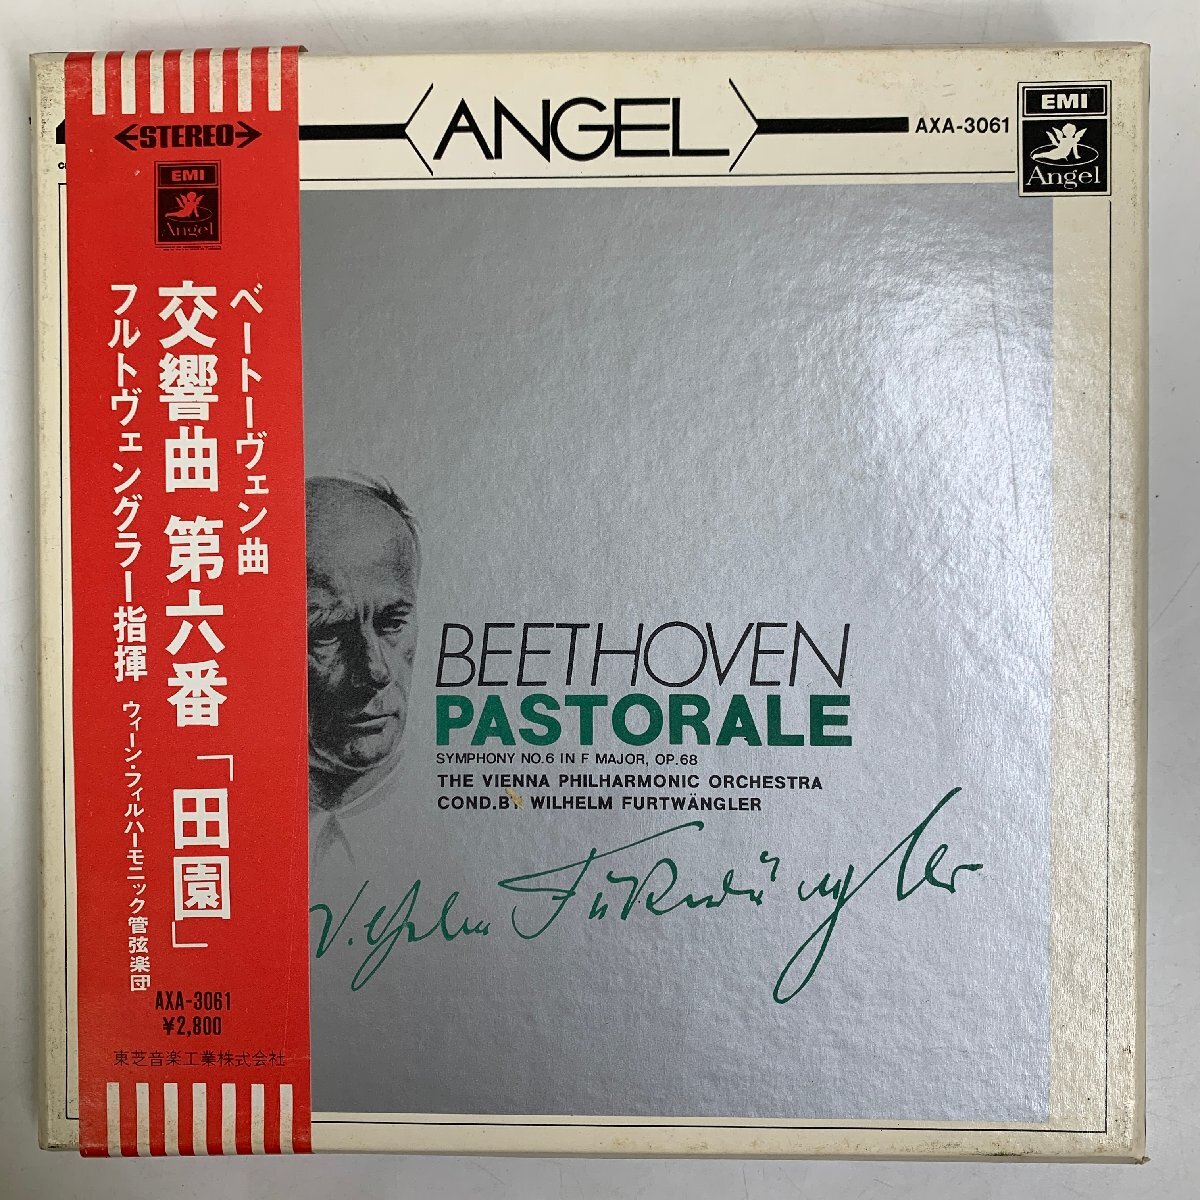 ANGEL
AXA-3061
EMI
Angel
STEREO
EMI
Angel
ベートーヴェン曲
交響曲 第六番「田園」
フルトヴェングラー指揮 ウィーン・フィルハーモニック管弦楽団
AXA-3061
¥2,800
東芝音楽工業株式会社
BEETHOVEN
PASTORALE
SYMPHONY NO.6 IN F MAJOR, OP.68
THE VIENNA PHILHARMONIC ORCHESTRA
COND.BY WILHELM FURTWÄNGLER
Wilhelm Furtwängler